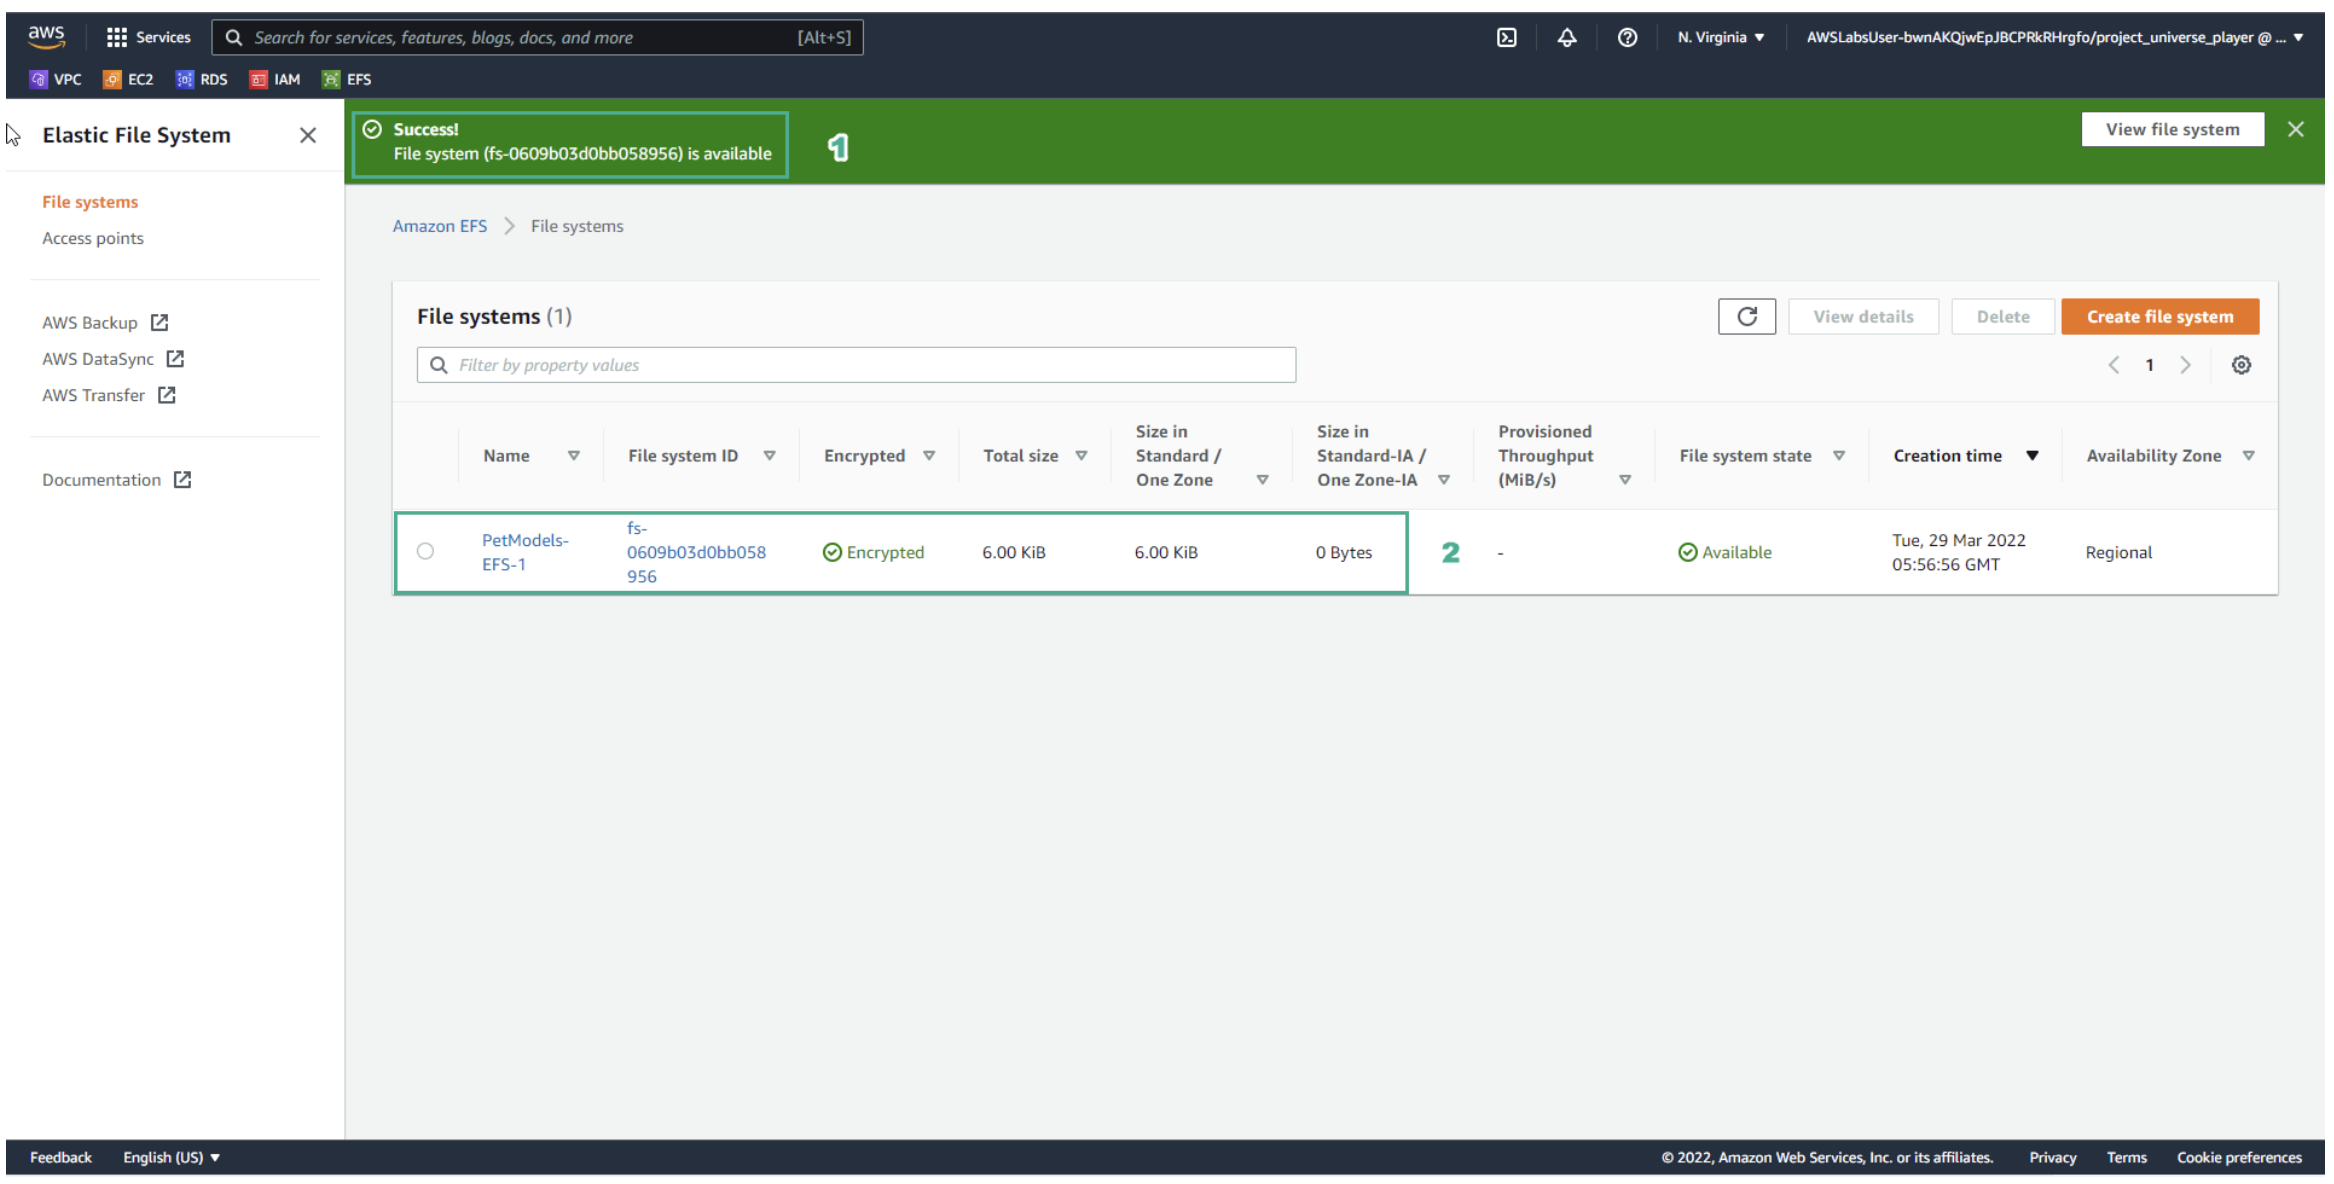 aws Services Search for services, features, blogs, docs, and more [Alt+S] N. Virginia ▼ AWSLabsUser-bwnAKQjwEpJBCPRkRHrgfo/project_universe_player @ ... ▼
VPC EC2 RDS IAM EFS
Elastic File System
File systems
Access points
AWS Backup
AWS DataSync
AWS Transfer
Documentation
Success!
File system (fs-0609b03d0bb058956) is available
1
View file system
Amazon EFS > File systems
File systems (1)
View details Delete Create file system
Filter by property values
< 1 >
Name
File system ID
Encrypted
Total size
Size in
Standard /
One Zone
Size in
Standard-IA /
One Zone-IA
Provisioned
Throughput
(MiB/s)
File system state
Creation time
Availability Zone
PetModels-
EFS-1
fs-
0609b03d0bb058
956
Encrypted
6.00 KiB
6.00 KiB
0 Bytes
2
-
Available
Tue, 29 Mar 2022
05:56:56 GMT
Regional
Feedback English (US) ▼ © 2022, Amazon Web Services, Inc. or its affiliates. Privacy Terms Cookie preferences